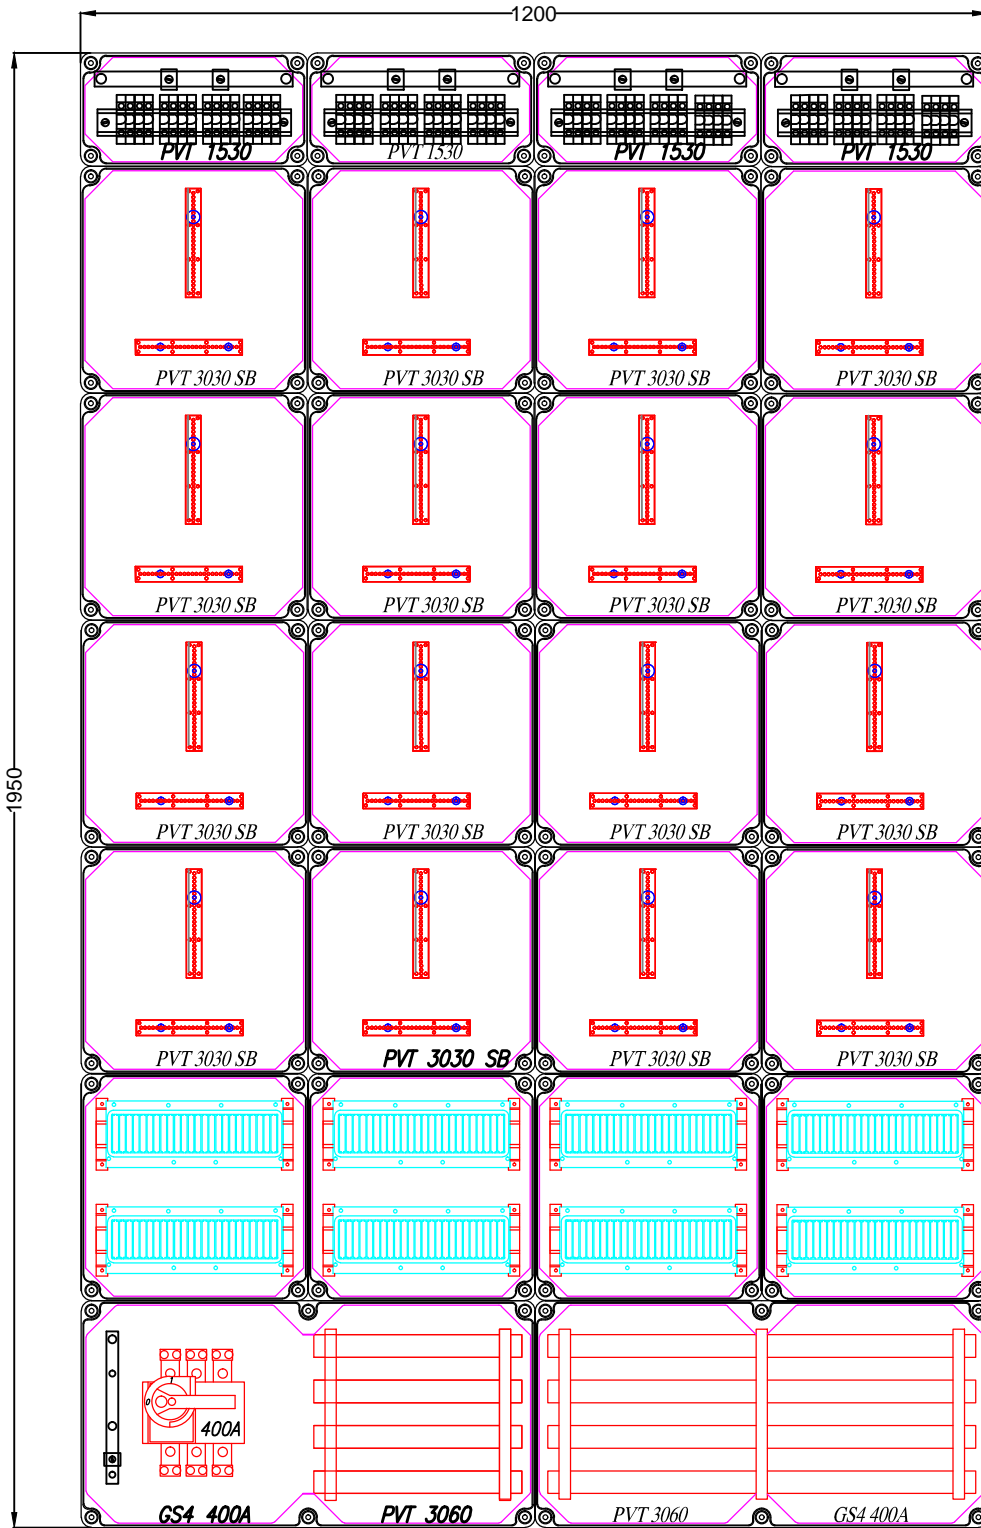 1200
PVT 1530 PVT 1530 PVT 1530 PVT 1530
PVT 3030 SB PVT 3030 SB PVT 3030 SB PVT 3030 SB
PVT 3030 SB PVT 3030 SB PVT 3030 SB PVT 3030 SB
1950
PVT 3030 SB PVT 3030 SB PVT 3030 SB PVT 3030 SB
PVT 3030 SB PVT 3030 SB PVT 3030 SB PVT 3030 SB
I
0
400A
GS4 400A PVT 3060 PVT 3060 GS4 400A